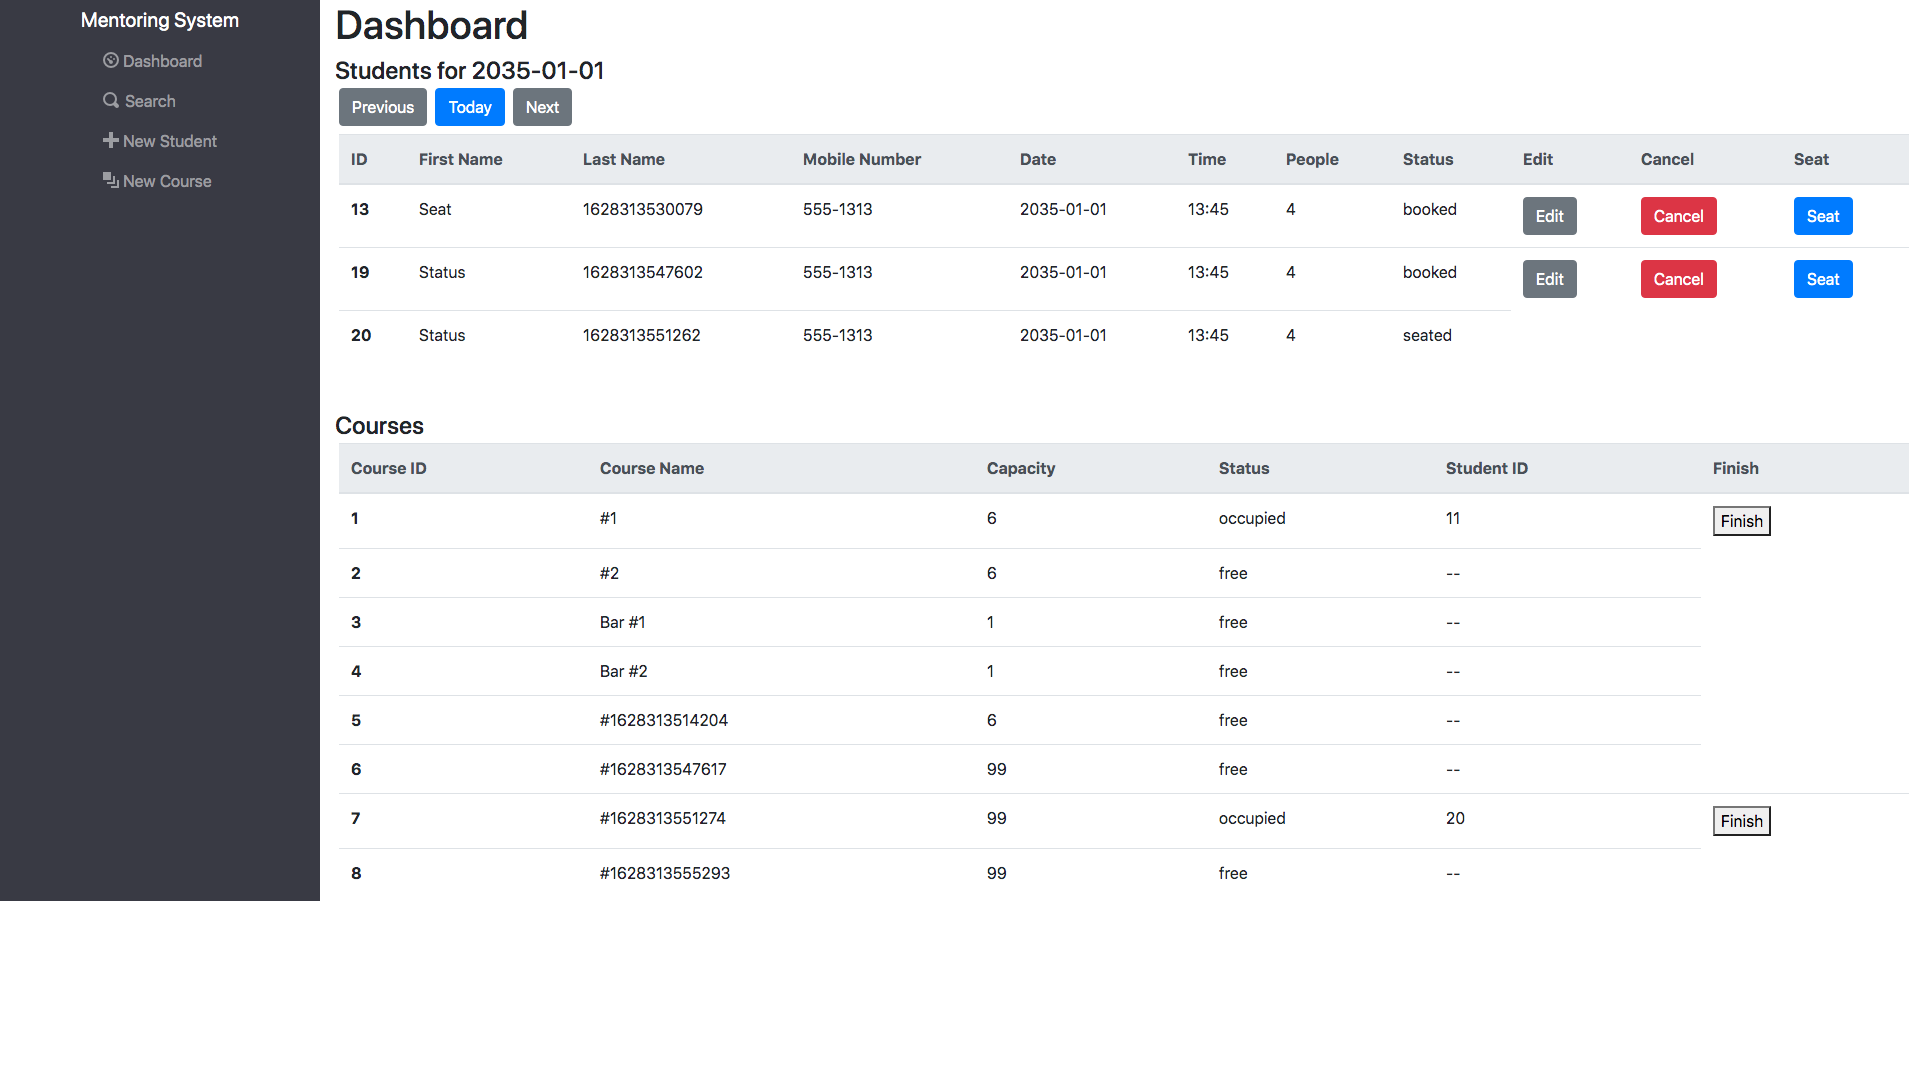 Mentoring System
Dashboard
Search
New Student
New Course
Dashboard
Students for 2035-01-01
Previous Today Next
ID First Name Last Name Mobile Number Date Time People Status Edit Cancel Seat
13 Seat 1628313530079 555-1313 2035-01-01 13:45 4 booked Edit Cancel Seat
19 Status 1628313547602 555-1313 2035-01-01 13:45 4 booked Edit Cancel Seat
20 Status 1628313551262 555-1313 2035-01-01 13:45 4 seated
Courses
Course ID Course Name Capacity Status Student ID Finish
1 #1 6 occupied 11 Finish
2 #2 6 free --
3 Bar #1 1 free --
4 Bar #2 1 free --
5 #1628313514204 6 free --
6 #1628313547617 99 free --
7 #1628313551274 99 occupied 20 Finish
8 #1628313555293 99 free --